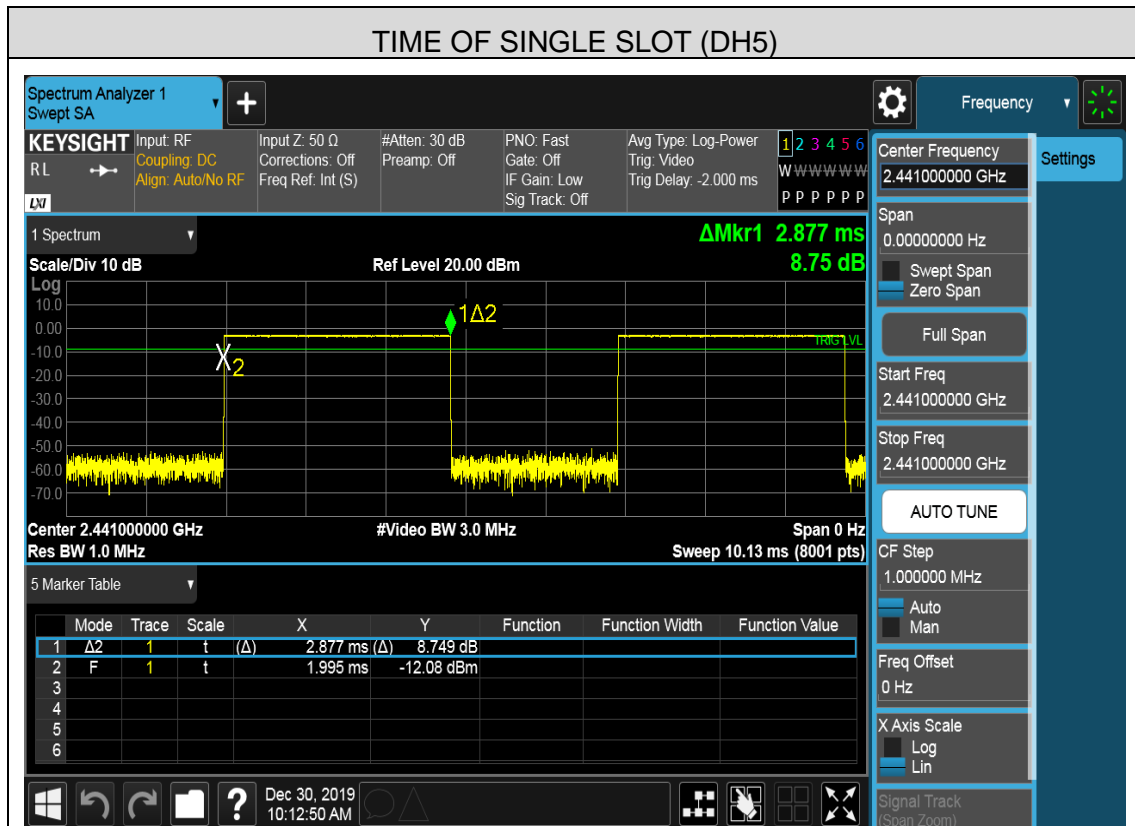 TIME OF SINGLE SLOT (DH5)
Spectrum Analyzer 1
Swept SA
Frequency
KEYSIGHT
RL
LXI
Input: RF
Coupling: DC
Align: Auto/No RF
Input Z: 50 Ω
Corrections: Off
Freq Ref: Int (S)
#Atten: 30 dB
Preamp: Off
PNO: Fast
Gate: Off
IF Gain: Low
Sig Track: Off
Avg Type: Log-Power
Trig: Video
Trig Delay: -2.000 ms
1 2 3 4 5 6
W W W W W W
P P P P P P
1 Spectrum
ΔMkr1 2.877 ms
8.75 dB
Scale/Div 10 dB
Ref Level 20.00 dBm
Log
10.0
0.00
-10.0
-20.0
-30.0
-40.0
-50.0
-60.0
-70.0
1Δ2
2
TRIG LVL
Center 2.441000000 GHz
#Video BW 3.0 MHz
Span 0 Hz
Res BW 1.0 MHz
Sweep 10.13 ms (8001 pts)
5 Marker Table
Mode Trace Scale X Y Function Function Width Function Value
1 Δ2 1 t (Δ) 2.877 ms (Δ) 8.749 dB
2 F 1 t 1.995 ms -12.08 dBm
3
4
5
6
?
Dec 30, 2019
10:12:50 AM
Center Frequency
2.441000000 GHz
Settings
Span
0.00000000 Hz
Swept Span
Zero Span
Full Span
Start Freq
2.441000000 GHz
Stop Freq
2.441000000 GHz
AUTO TUNE
CF Step
1.000000 MHz
Auto
Man
Freq Offset
0 Hz
X Axis Scale
Log
Lin
Signal Track
(Span Zoom)